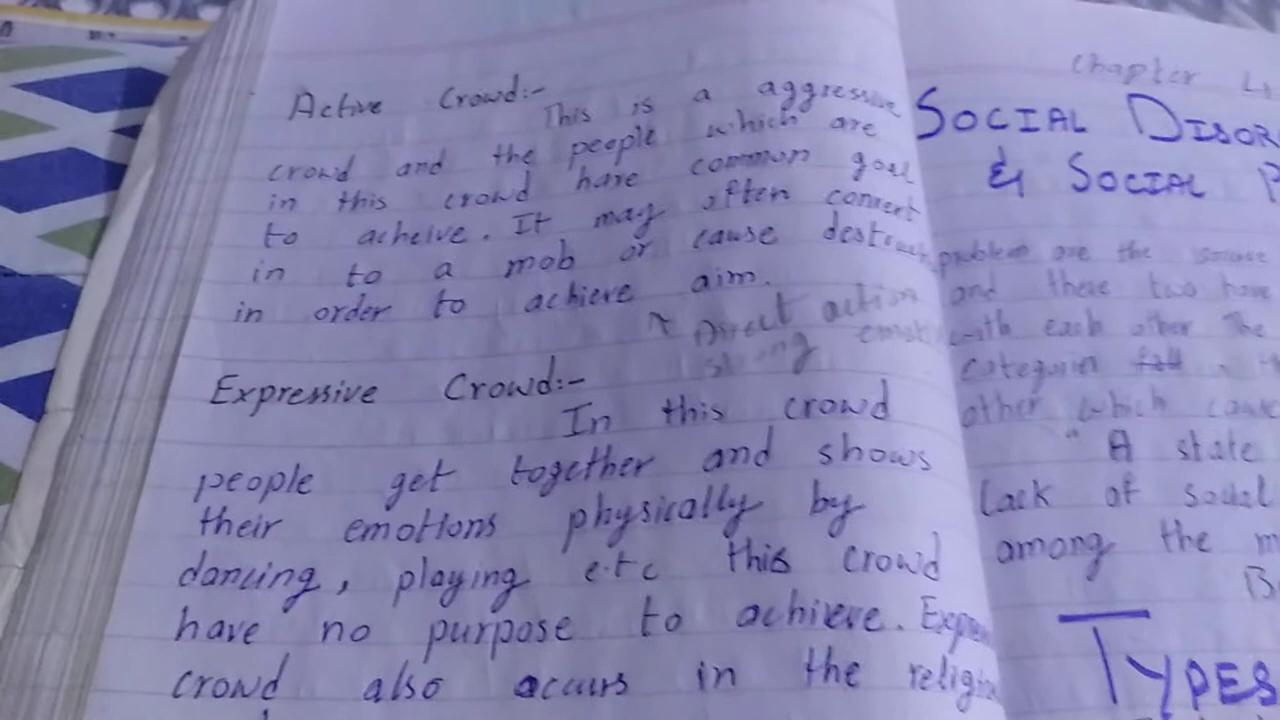 Active Crowd:-
This is a aggressive
crowd and the people which are
in this crowd have common goal
to acheive. It may often convert
in to a mob or cause destruc
in order to achieve aim.
Direct action
strong
Expressive Crowd:-
In this crowd
people get together and shows
their emotions physically by
dancing, playing e.t.c this crowd
have no purpose to achieve.
crowd also occurs in the
Chapter
SOCIAL DISOR
& SOCIAL P
problem are the
and these two have
with each other The
categories
other which cause
" A state
Lack of social
among the m
TYPES